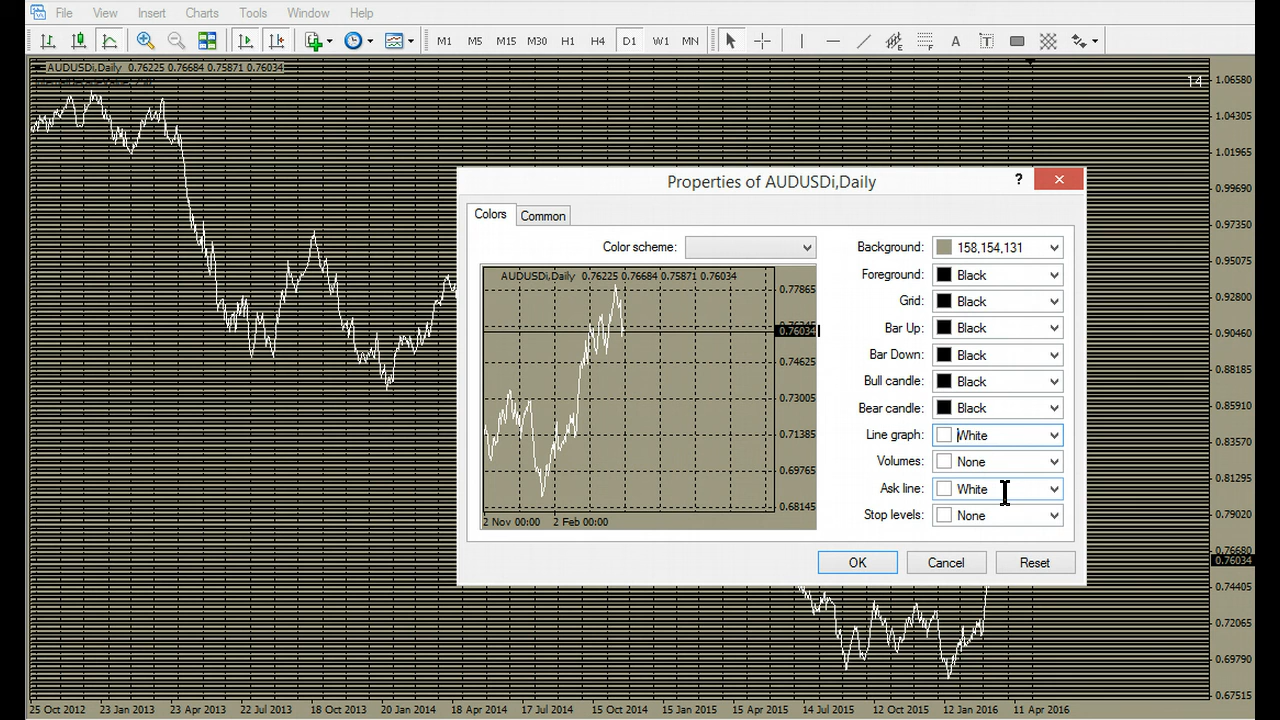 File View Insert Charts Tools Window Help
M1 M5 M15 M30 H1 H4 D1 W1 MN A T
AUDUSDi,Daily 0.76225 0.76684 0.75871 0.76034
14
1.06580
1.04305
1.01965
0.99690
0.97350
0.95075
0.92800
0.90460
0.88185
0.85910
0.83570
0.81295
0.79020
0.76680
0.76034
0.74405
0.72065
0.69790
0.67515
Properties of AUDUSDi,Daily ?
Colors Common
Color scheme:
AUDUSDi,Daily 0.76225 0.76684 0.75871 0.76034
0.77865
0.76034
0.74625
0.73005
0.71385
0.69765
0.68145
2 Nov 00:00 2 Feb 00:00
Background: 158,154,131
Foreground: Black
Grid: Black
Bar Up: Black
Bar Down: Black
Bull candle: Black
Bear candle: Black
Line graph: White
Volumes: None
Ask line: White
Stop levels: None
OK Cancel Reset
25 Oct 2012 23 Jan 2013 23 Apr 2013 22 Jul 2013 18 Oct 2013 20 Jan 2014 18 Apr 2014 17 Jul 2014 15 Oct 2014 15 Jan 2015 15 Apr 2015 14 Jul 2015 12 Oct 2015 12 Jan 2016 11 Apr 2016